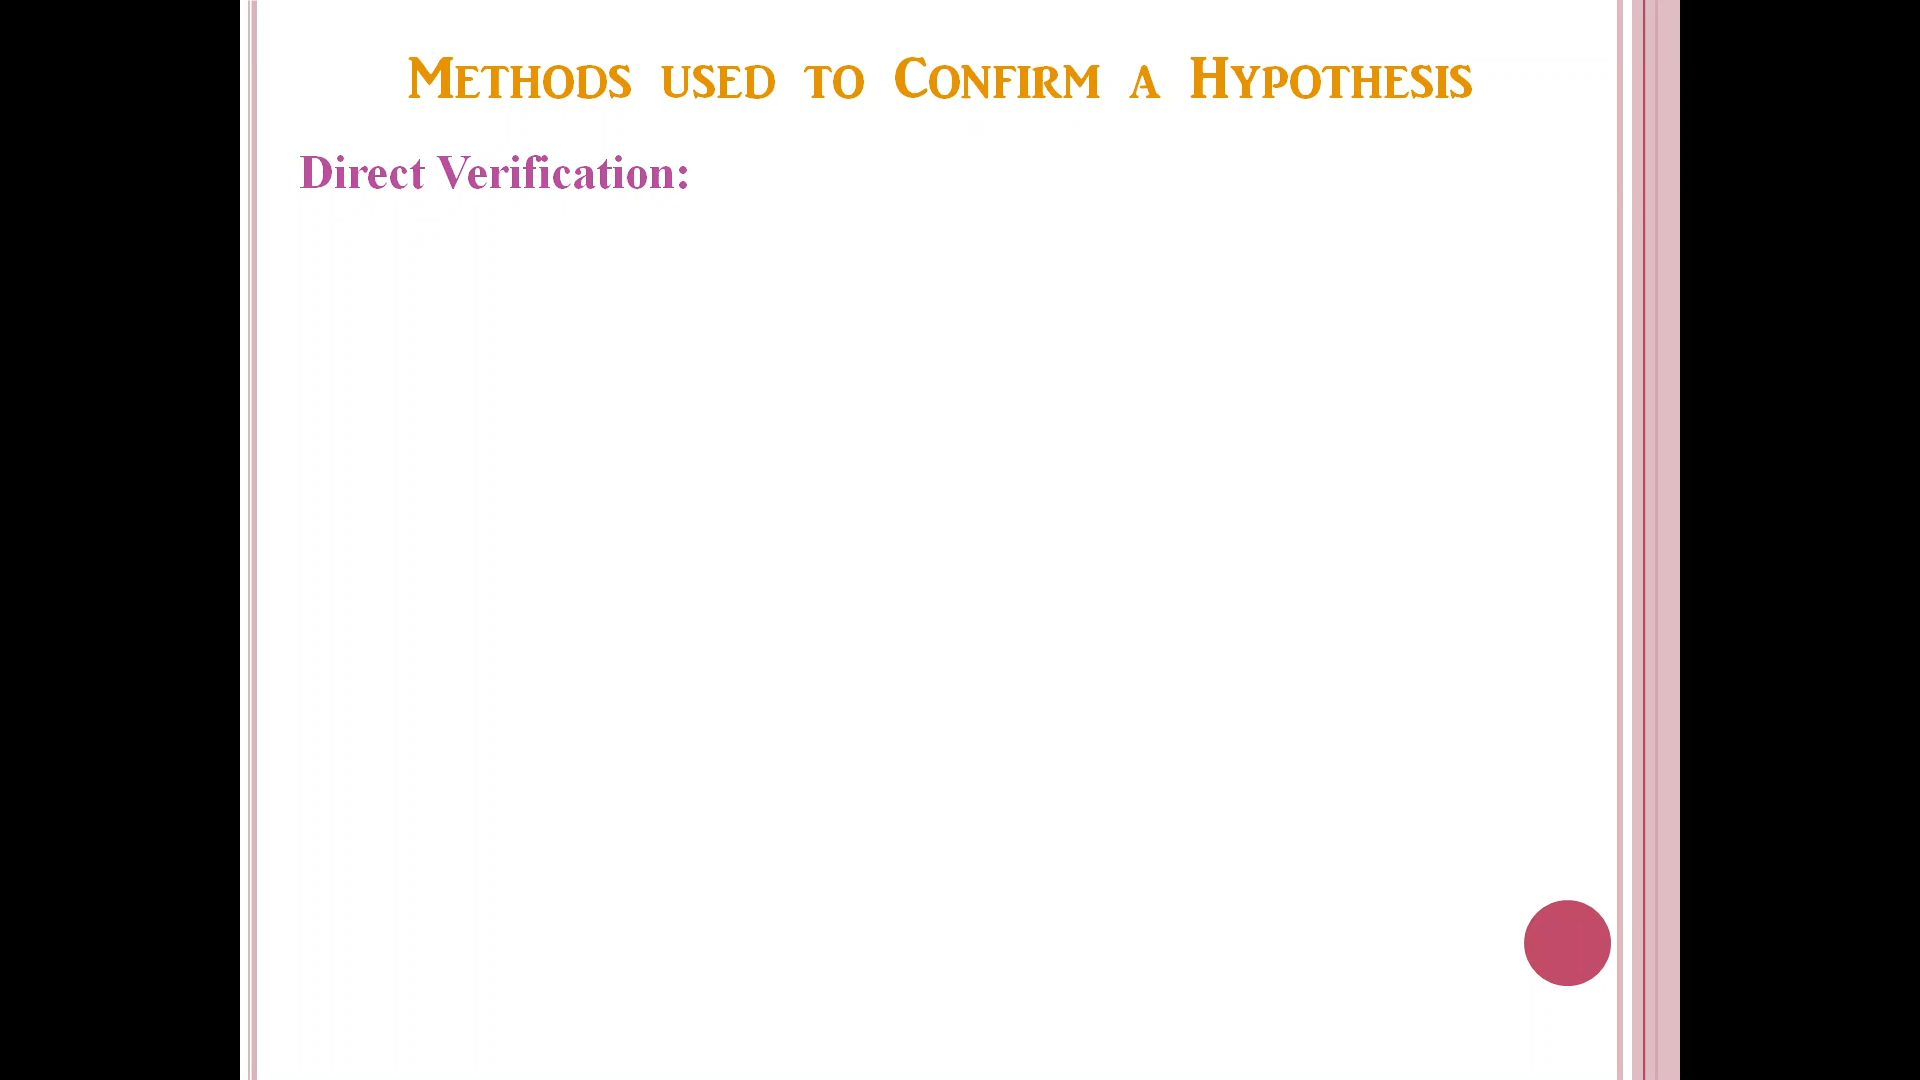 Methods used to Confirm a Hypothesis
Direct Verification: